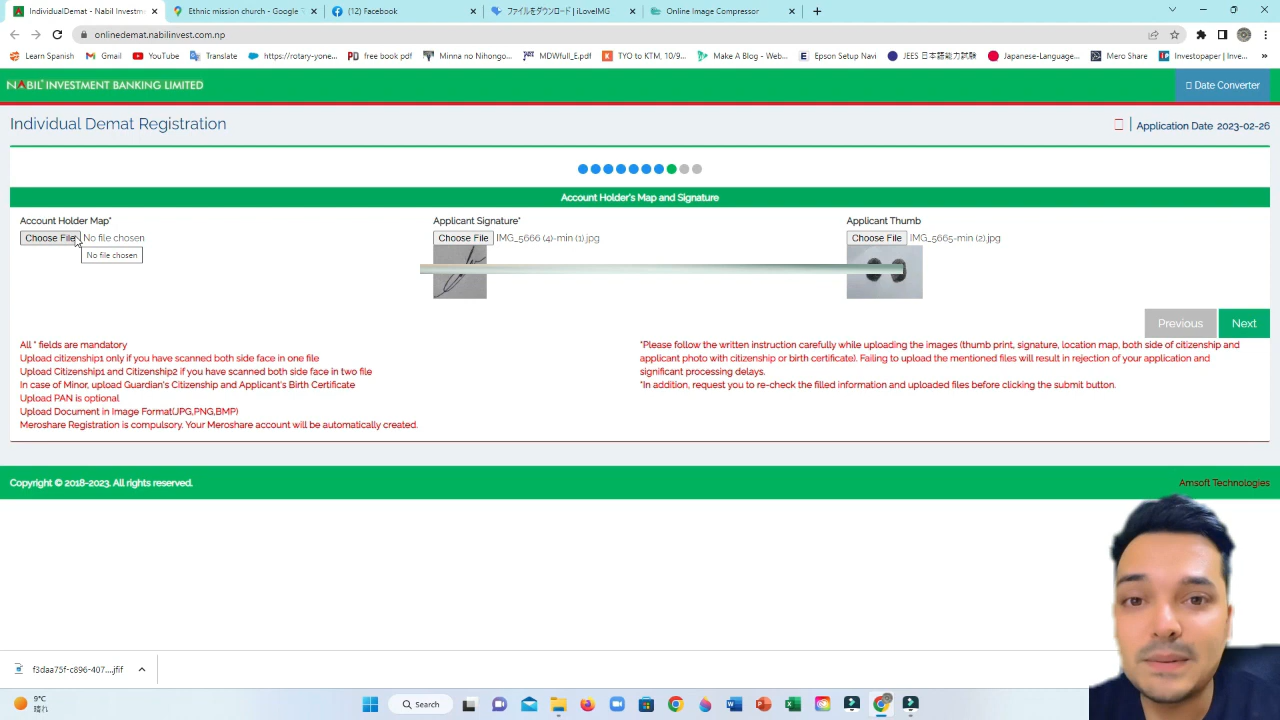 IndividualDemat - Nabil Investm
Ethnic mission church - Google
(12) Facebook
ファイルをダウンロード | iLoveIMG
Online Image Compressor
onlinedemat.nabilinvest.com.np
Learn Spanish
Gmail
YouTube
Translate
https://rotary-yone...
free book pdf
Minna no Nihongo...
MDWfull_E.pdf
TYO to KTM, 10/9...
Make A Blog - Web...
Epson Setup Navi
JEES 日本語能力試験
Japanese-Language...
Mero Share
Investopaper | Inve...
NABIL INVESTMENT BANKING LIMITED
Date Converter
Individual Demat Registration
Application Date 2023-02-26
Account Holder's Map and Signature
Account Holder Map*
Applicant Signature*
Applicant Thumb
Choose File No file chosen
Choose File IMG_5666 (4)-min (1).jpg
Choose File IMG_5665-min (2).jpg
No file chosen
Previous
Next
All * fields are mandatory
Upload citizenship1 only if you have scanned both side face in one file
Upload Citizenship1 and Citizenship2 if you have scanned both side face in two file
In case of Minor, upload Guardian's Citizenship and Applicant's Birth Certificate
Upload PAN is optional
Upload Document in Image Format(JPG,PNG,BMP)
Meroshare Registration is compulsory. Your Meroshare account will be automatically created.
*Please follow the written instruction carefully while uploading the images (thumb print, signature, location map, both side of citizenship and
applicant photo with citizenship or birth certificate). Failing to upload the mentioned files will result in rejection of your application and
significant processing delays.
*In addition, request you to re-check the filled information and uploaded files before clicking the submit button.
Copyright © 2018-2023. All rights reserved.
Amsoft Technologies
f3daa75f-c896-407....jfif
9°C
晴れ
Search